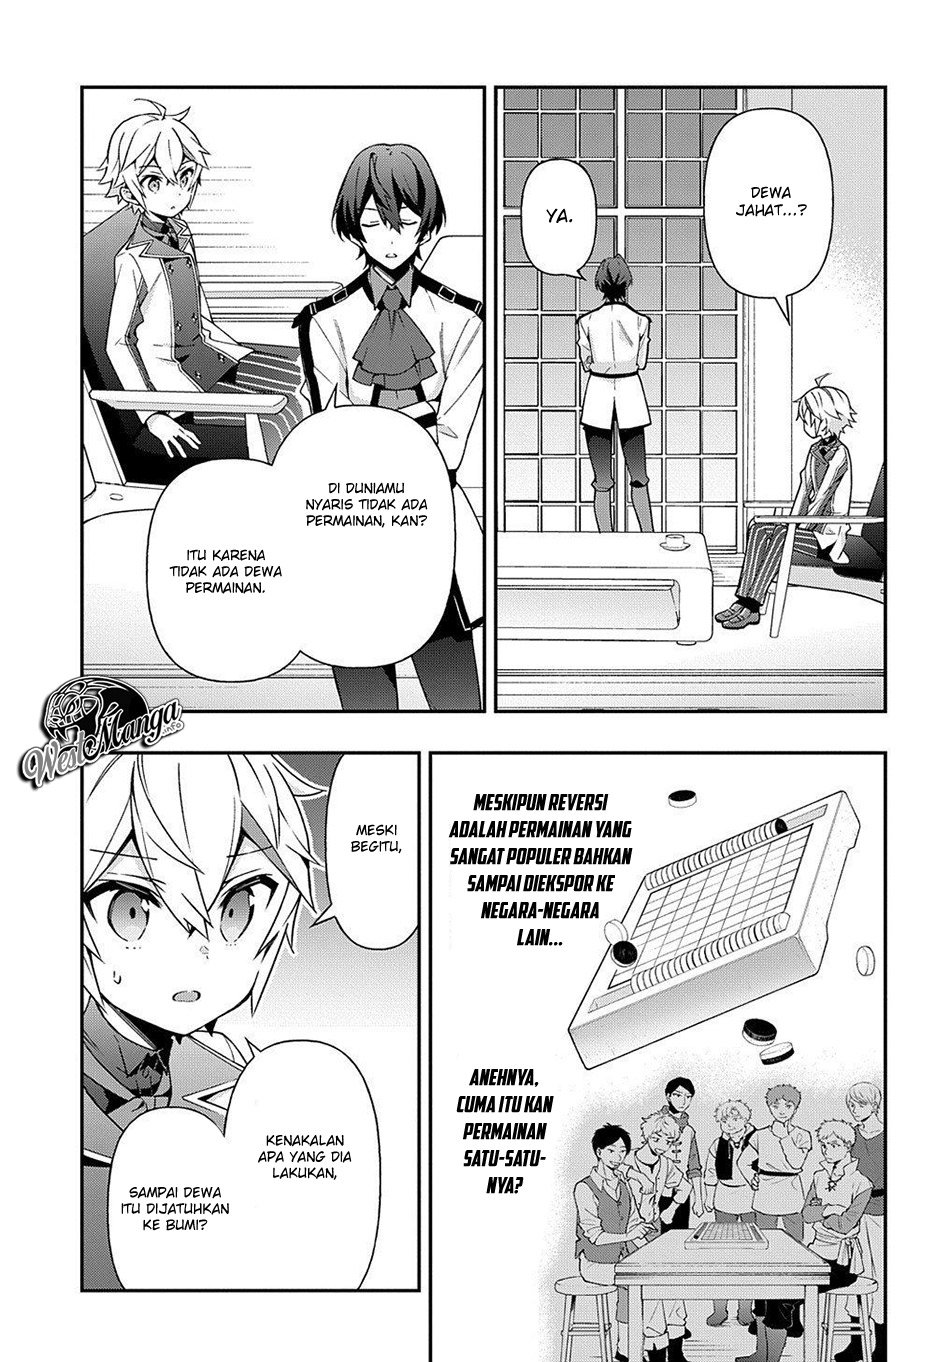 DEWA
JAHAT...?
YA.
DI DUNIAMU
NYARIS TIDAK ADA
PERMAINAN, KAN?
ITU KARENA
TIDAK ADA DEWA
PERMAINAN.
WestManga
.info
MESKIPUN REVERSI
ADALAH PERMAINAN YANG
SANGAT POPULER BAHKAN
SAMPAI DIEKSPOR KE
NEGARA-NEGARA
LAIN...
ANEHNYA,
CUMA ITU KAN
PERMAINAN
SATU-SATU-
NYA?
MESKI
BEGITU,
KENAKALAN
APA YANG DIA
LAKUKAN,
SAMPAI DEWA
ITU DIJATUHKAN
KE BUMI?